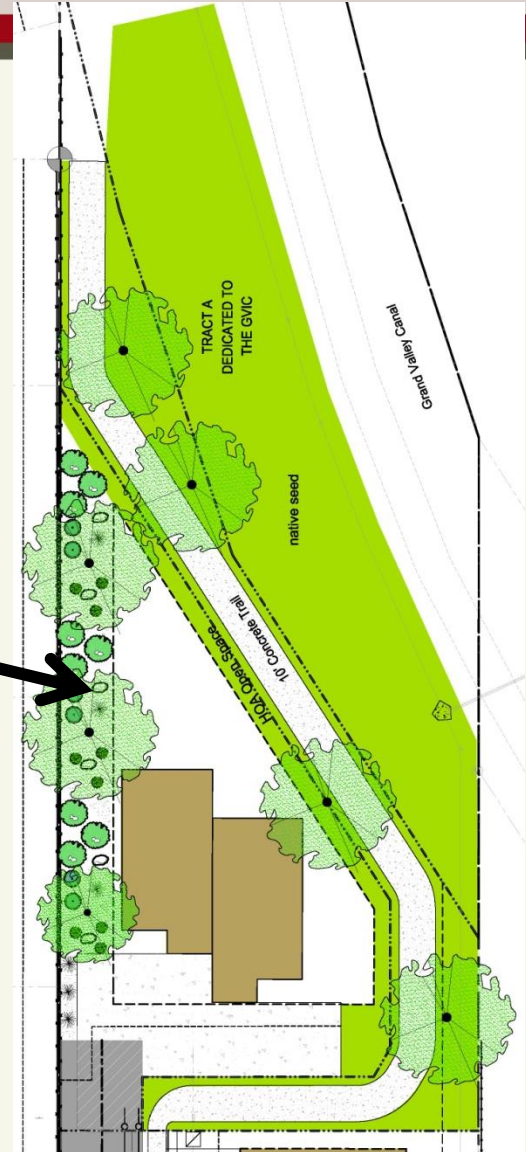 TRACT A
DEDICATED TO
THE GVIC
Grand Valley Canal
native seed
10' Concrete Trail
HOA Open Space